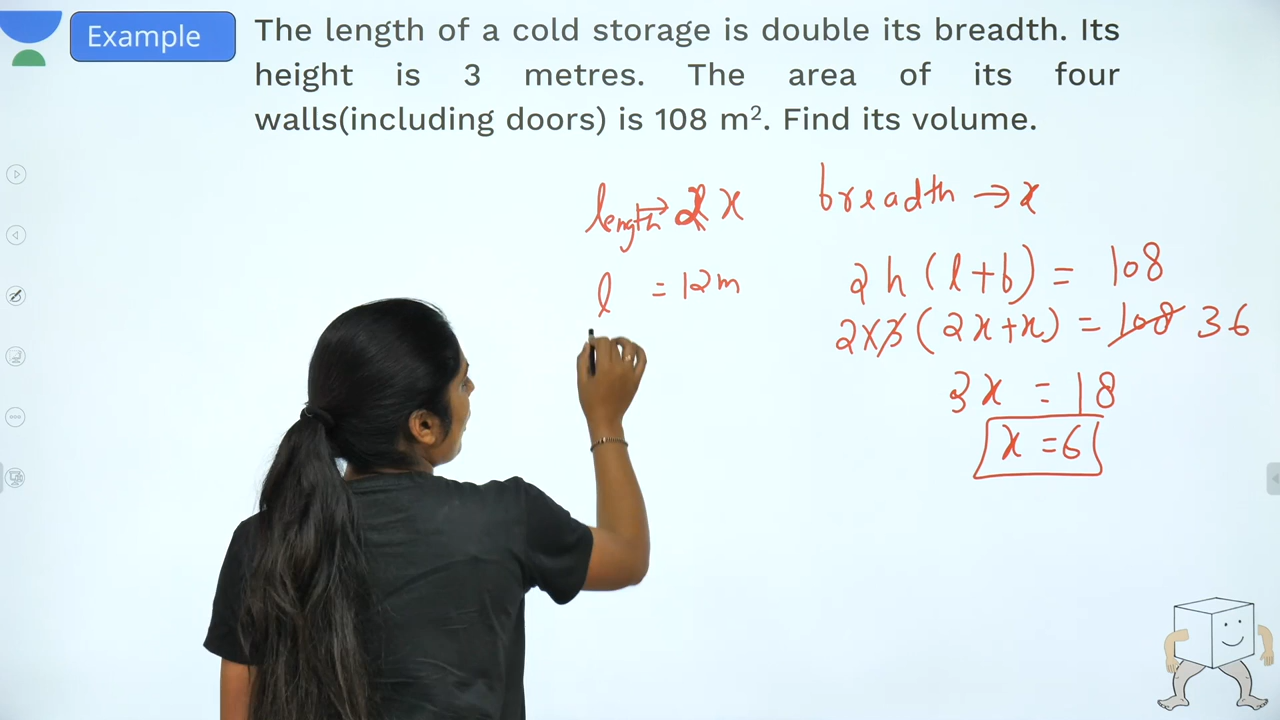 Example
The length of a cold storage is double its breadth. Its
height is 3 metres. The area of its four
walls(including doors) is 108 m². Find its volume.
length → 2x
breadth → x
l = 12m
2h (l+b) = 108
2x3 (2x+x) = 108 36
3x = 18
x = 6